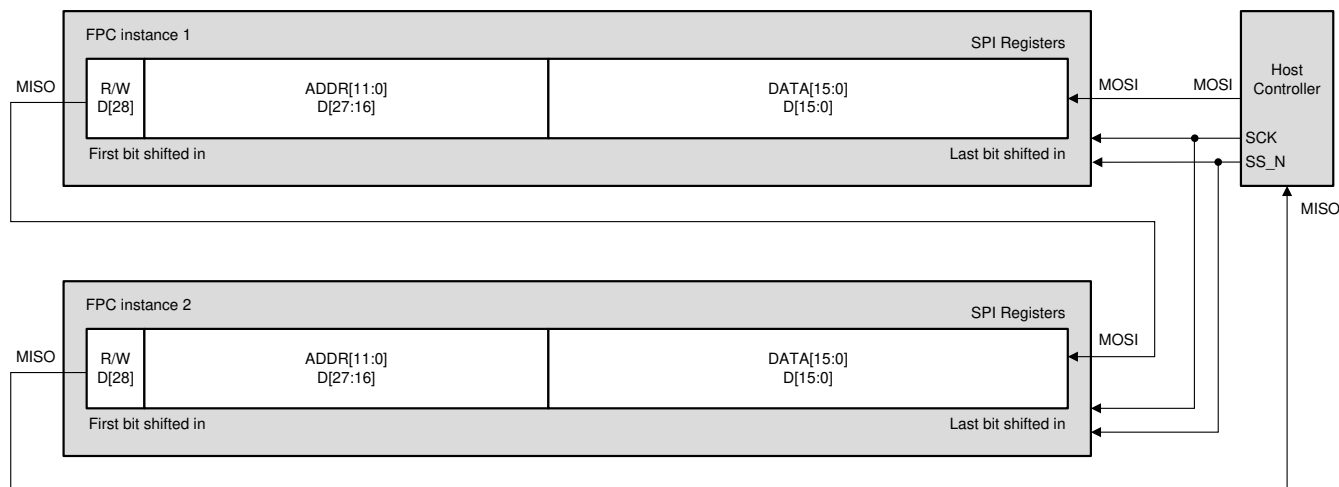 FPC instance 1
SPI Registers
MISO
R/W
D[28]
ADDR[11:0]
D[27:16]
DATA[15:0]
D[15:0]
MOSI
MOSI
Host
Controller
SCK
SS_N
First bit shifted in
Last bit shifted in
MISO
FPC instance 2
SPI Registers
MISO
R/W
D[28]
ADDR[11:0]
D[27:16]
DATA[15:0]
D[15:0]
MOSI
First bit shifted in
Last bit shifted in